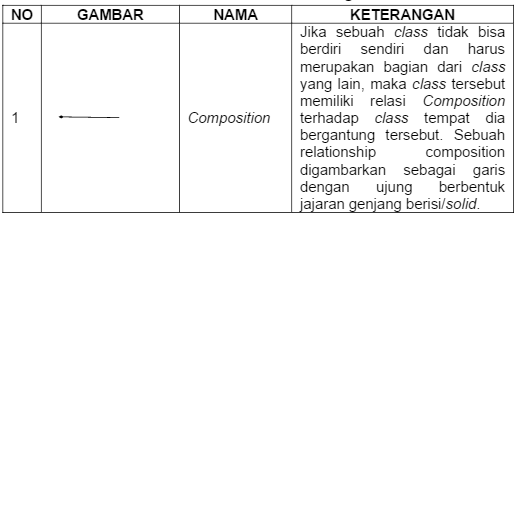 NO GAMBAR NAMA KETERANGAN
1 Composition
Jika sebuah class tidak bisa
berdiri sendiri dan harus
merupakan bagian dari class
yang lain, maka class tersebut
memiliki relasi Composition
terhadap class tempat dia
bergantung tersebut. Sebuah
relationship composition
digambarkan sebagai garis
dengan ujung berbentuk
jajaran genjang berisi/solid.